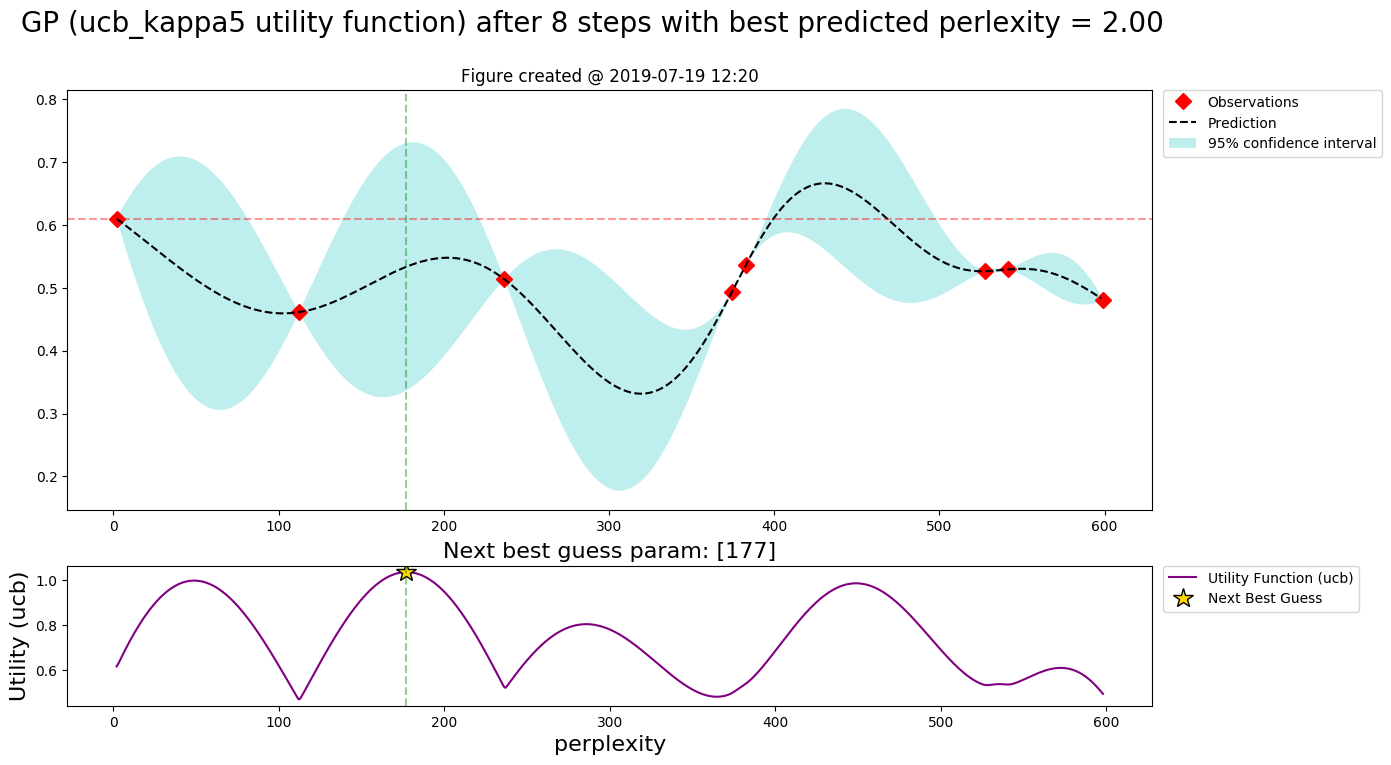 GP (ucb_kappa5 utility function) after 8 steps with best predicted perlexity = 2.00
Figure created @ 2019-07-19 12:20
0.8
0.7
0.6
0.5
0.4
0.3
0.2
0 100 200 300 400 500 600
Observations
Prediction
95% confidence interval
Next best guess param: [177]
Utility (ucb)
1.0
0.8
0.6
0 100 200 300 400 500 600
perplexity
Utility Function (ucb)
Next Best Guess